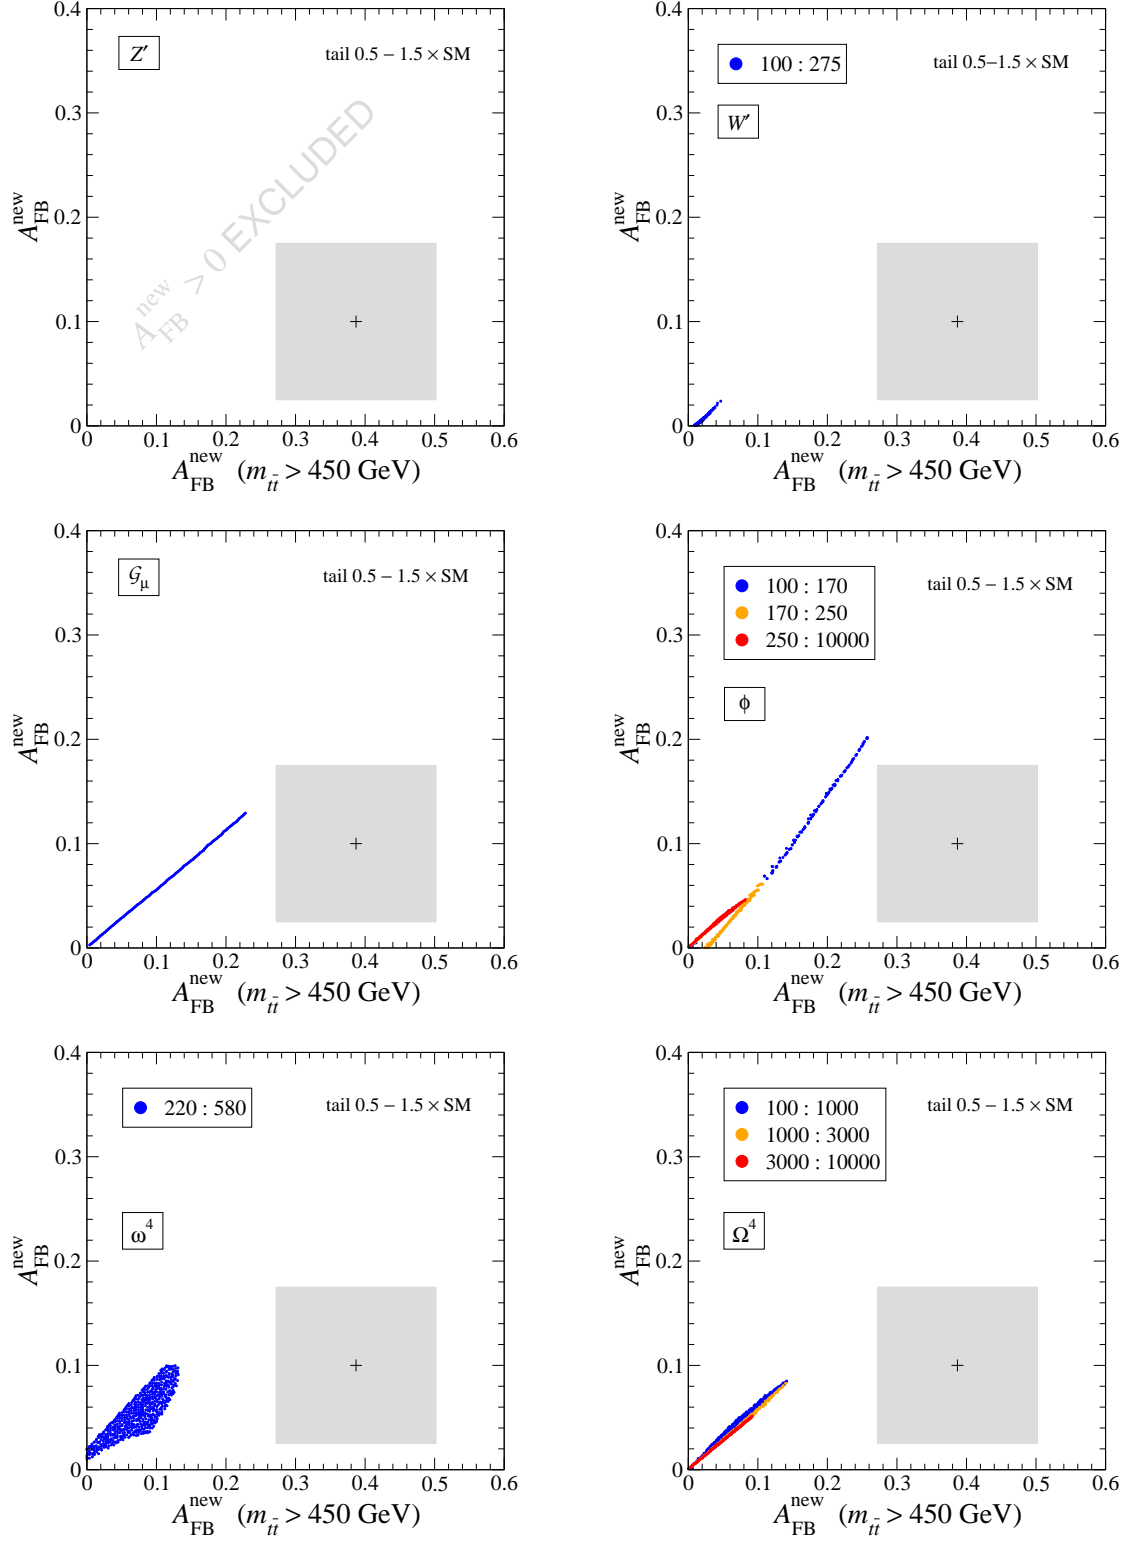 Z′
tail 0.5 – 1.5 × SM
A_FB^new > 0 EXCLUDED
0.4
0.3
0.2
0.1
0
0 0.1 0.2 0.3 0.4 0.5 0.6
A_FB^new
A_FB^new (m_tt̄ > 450 GeV)
100 : 275
tail 0.5–1.5 × SM
W′
0.4
0.3
0.2
0.1
0
0 0.1 0.2 0.3 0.4 0.5 0.6
A_FB^new
A_FB^new (m_tt̄ > 450 GeV)
𝒢_μ
tail 0.5 – 1.5 × SM
0.4
0.3
0.2
0.1
0
0 0.1 0.2 0.3 0.4 0.5 0.6
A_FB^new
A_FB^new (m_tt̄ > 450 GeV)
100 : 170
170 : 250
250 : 10000
tail 0.5 – 1.5 × SM
ϕ
0.4
0.3
0.2
0.1
0
0 0.1 0.2 0.3 0.4 0.5 0.6
A_FB^new
A_FB^new (m_tt̄ > 450 GeV)
220 : 580
tail 0.5 – 1.5 × SM
ω^4
0.4
0.3
0.2
0.1
0
0 0.1 0.2 0.3 0.4 0.5 0.6
A_FB^new
A_FB^new (m_tt̄ > 450 GeV)
100 : 1000
1000 : 3000
3000 : 10000
tail 0.5 – 1.5 × SM
Ω^4
0.4
0.3
0.2
0.1
0
0 0.1 0.2 0.3 0.4 0.5 0.6
A_FB^new
A_FB^new (m_tt̄ > 450 GeV)